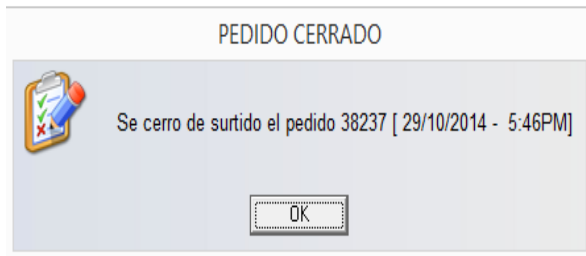 PEDIDO CERRADO
Se cerro de surtido el pedido 38237 [ 29/10/2014 - 5:46PM]
OK